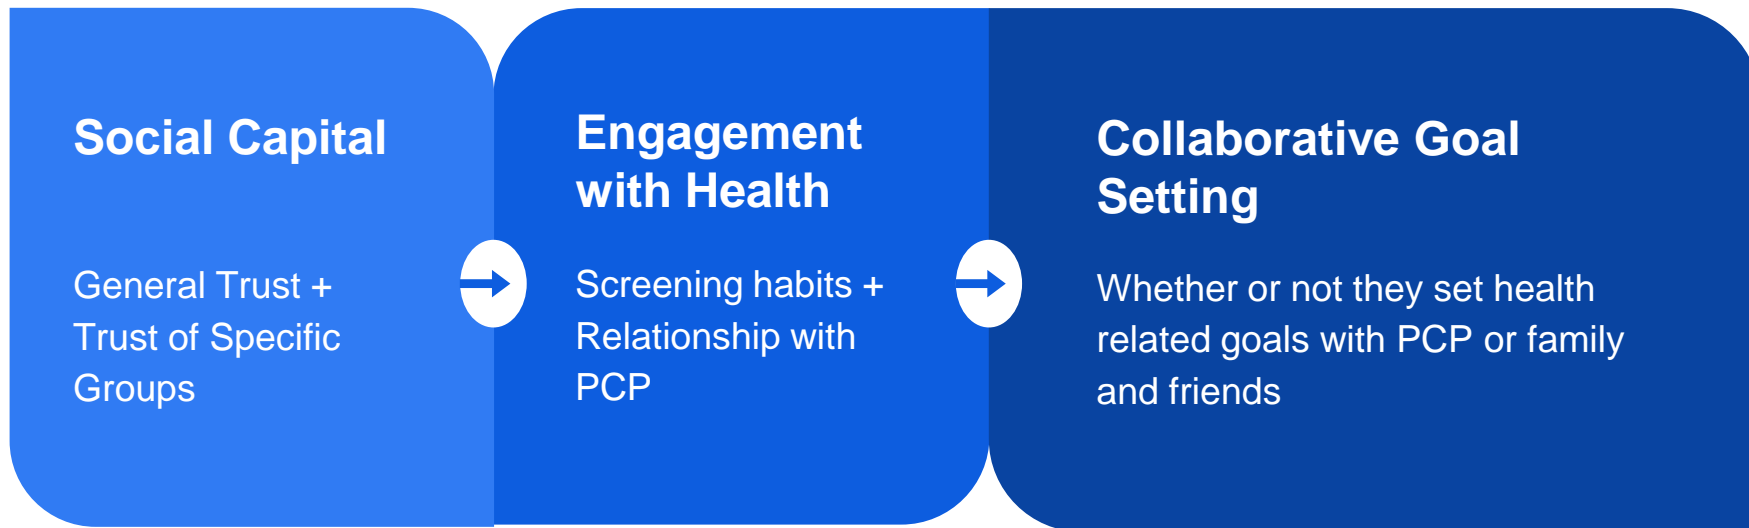 Social Capital
General Trust +
Trust of Specific
Groups
Engagement
with Health
Screening habits +
Relationship with
PCP
Collaborative Goal
Setting
Whether or not they set health
related goals with PCP or family
and friends